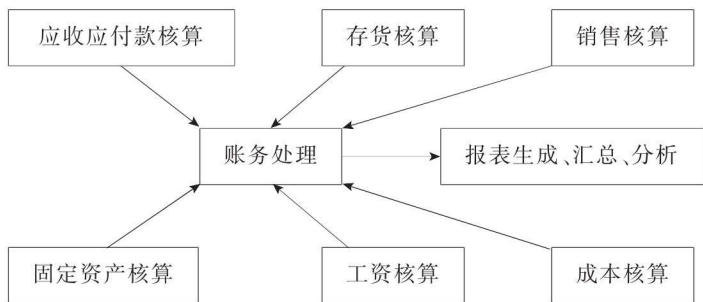 应收应付款核算
存货核算
销售核算
账务处理
报表生成、汇总、分析
固定资产核算
工资核算
成本核算